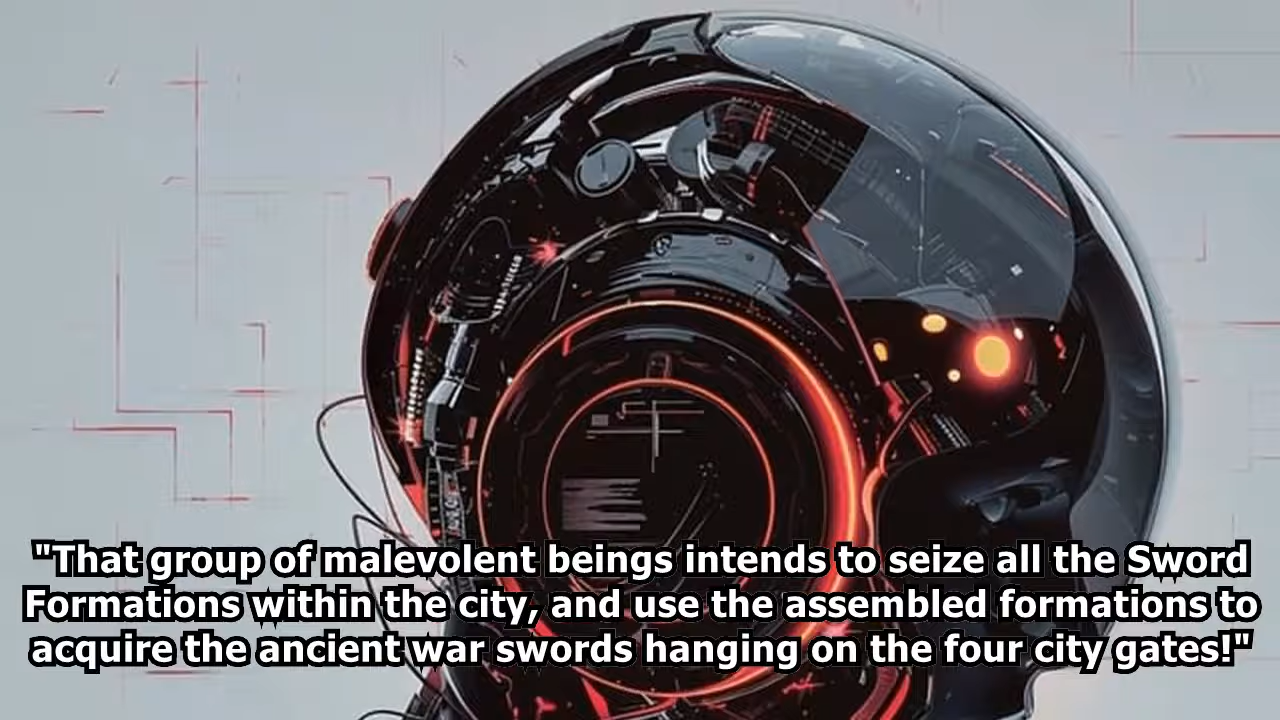 "That group of malevolent beings intends to seize all the Sword
Formations within the city, and use the assembled formations to
acquire the ancient war swords hanging on the four city gates!"